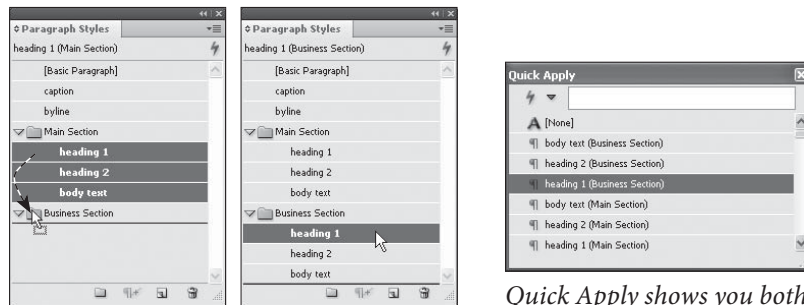 Paragraph Styles
heading 1 (Main Section)
[Basic Paragraph]
caption
byline
Main Section
heading 1
heading 2
body text
Business Section
Paragraph Styles
heading 1 (Business Section)
[Basic Paragraph]
caption
byline
Main Section
heading 1
heading 2
body text
Business Section
heading 1
heading 2
body text
Quick Apply
[None]
body text (Business Section)
heading 2 (Business Section)
heading 1 (Business Section)
body text (Main Section)
heading 2 (Main Section)
heading 1 (Main Section)
Quick Apply shows you both